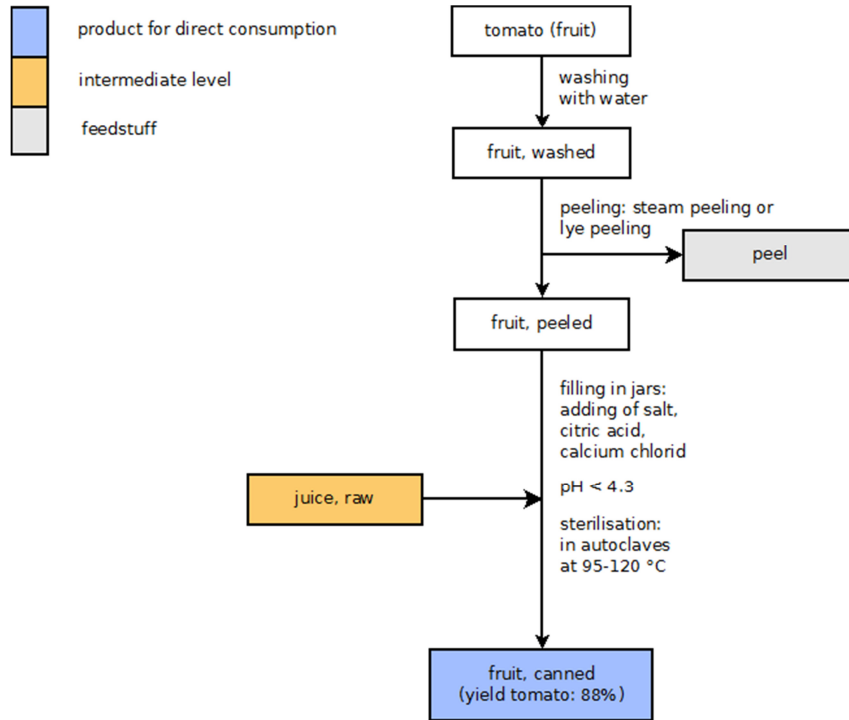 product for direct consumption
intermediate level
feedstuff
tomato (fruit)
washing
with water
fruit, washed
peeling: steam peeling or
lye peeling
peel
fruit, peeled
filling in jars:
adding of salt,
citric acid,
calcium chlorid
pH < 4.3
juice, raw
sterilisation:
in autoclaves
at 95-120 °C
fruit, canned
(yield tomato: 88%)